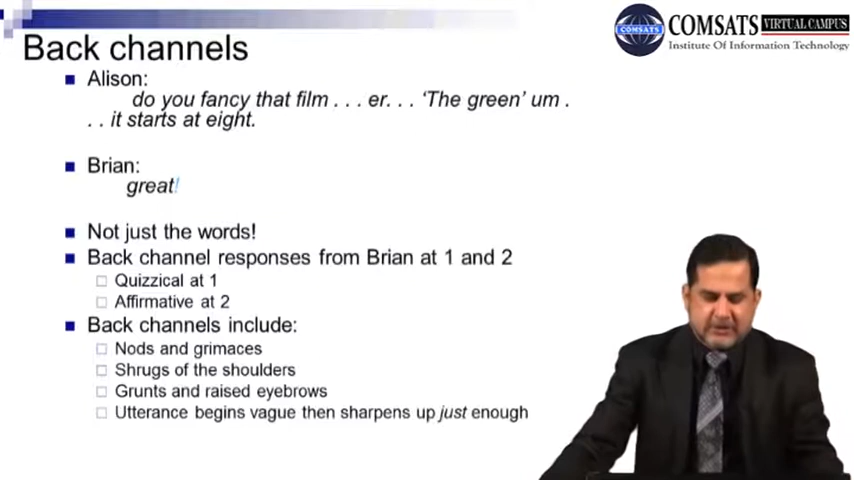 COMSATS
COMSATS VIRTUAL CAMPUS
Institute Of Information Technology
Back channels
Alison:
do you fancy that film . . . er. . . ‘The green’ um .
. . it starts at eight.
Brian:
great!
Not just the words!
Back channel responses from Brian at 1 and 2
Quizzical at 1
Affirmative at 2
Back channels include:
Nods and grimaces
Shrugs of the shoulders
Grunts and raised eyebrows
Utterance begins vague then sharpens up just enough